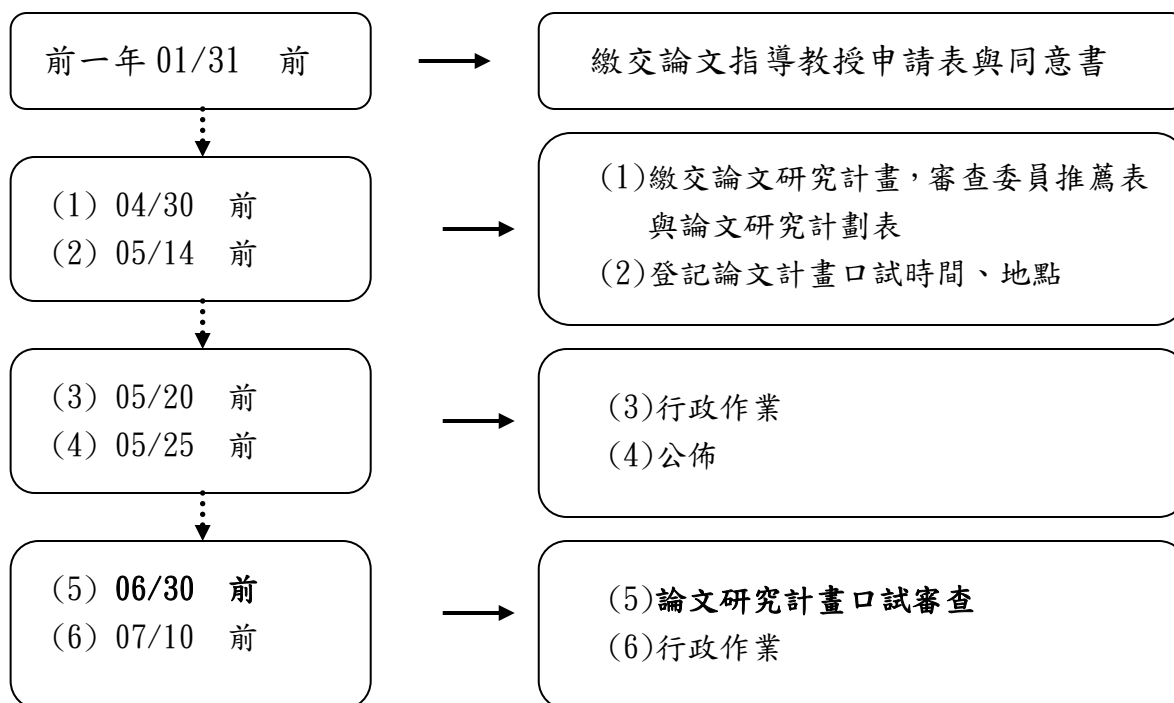 前一年 01/31 前
繳交論文指導教授申請表與同意書
(1) 04/30 前
(2) 05/14 前
(1)繳交論文研究計畫,審查委員推薦表
與論文研究計劃表
(2)登記論文計畫口試時間、地點
(3) 05/20 前
(4) 05/25 前
(3)行政作業
(4)公佈
(5) 06/30 前
(6) 07/10 前
(5)論文研究計畫口試審查
(6)行政作業